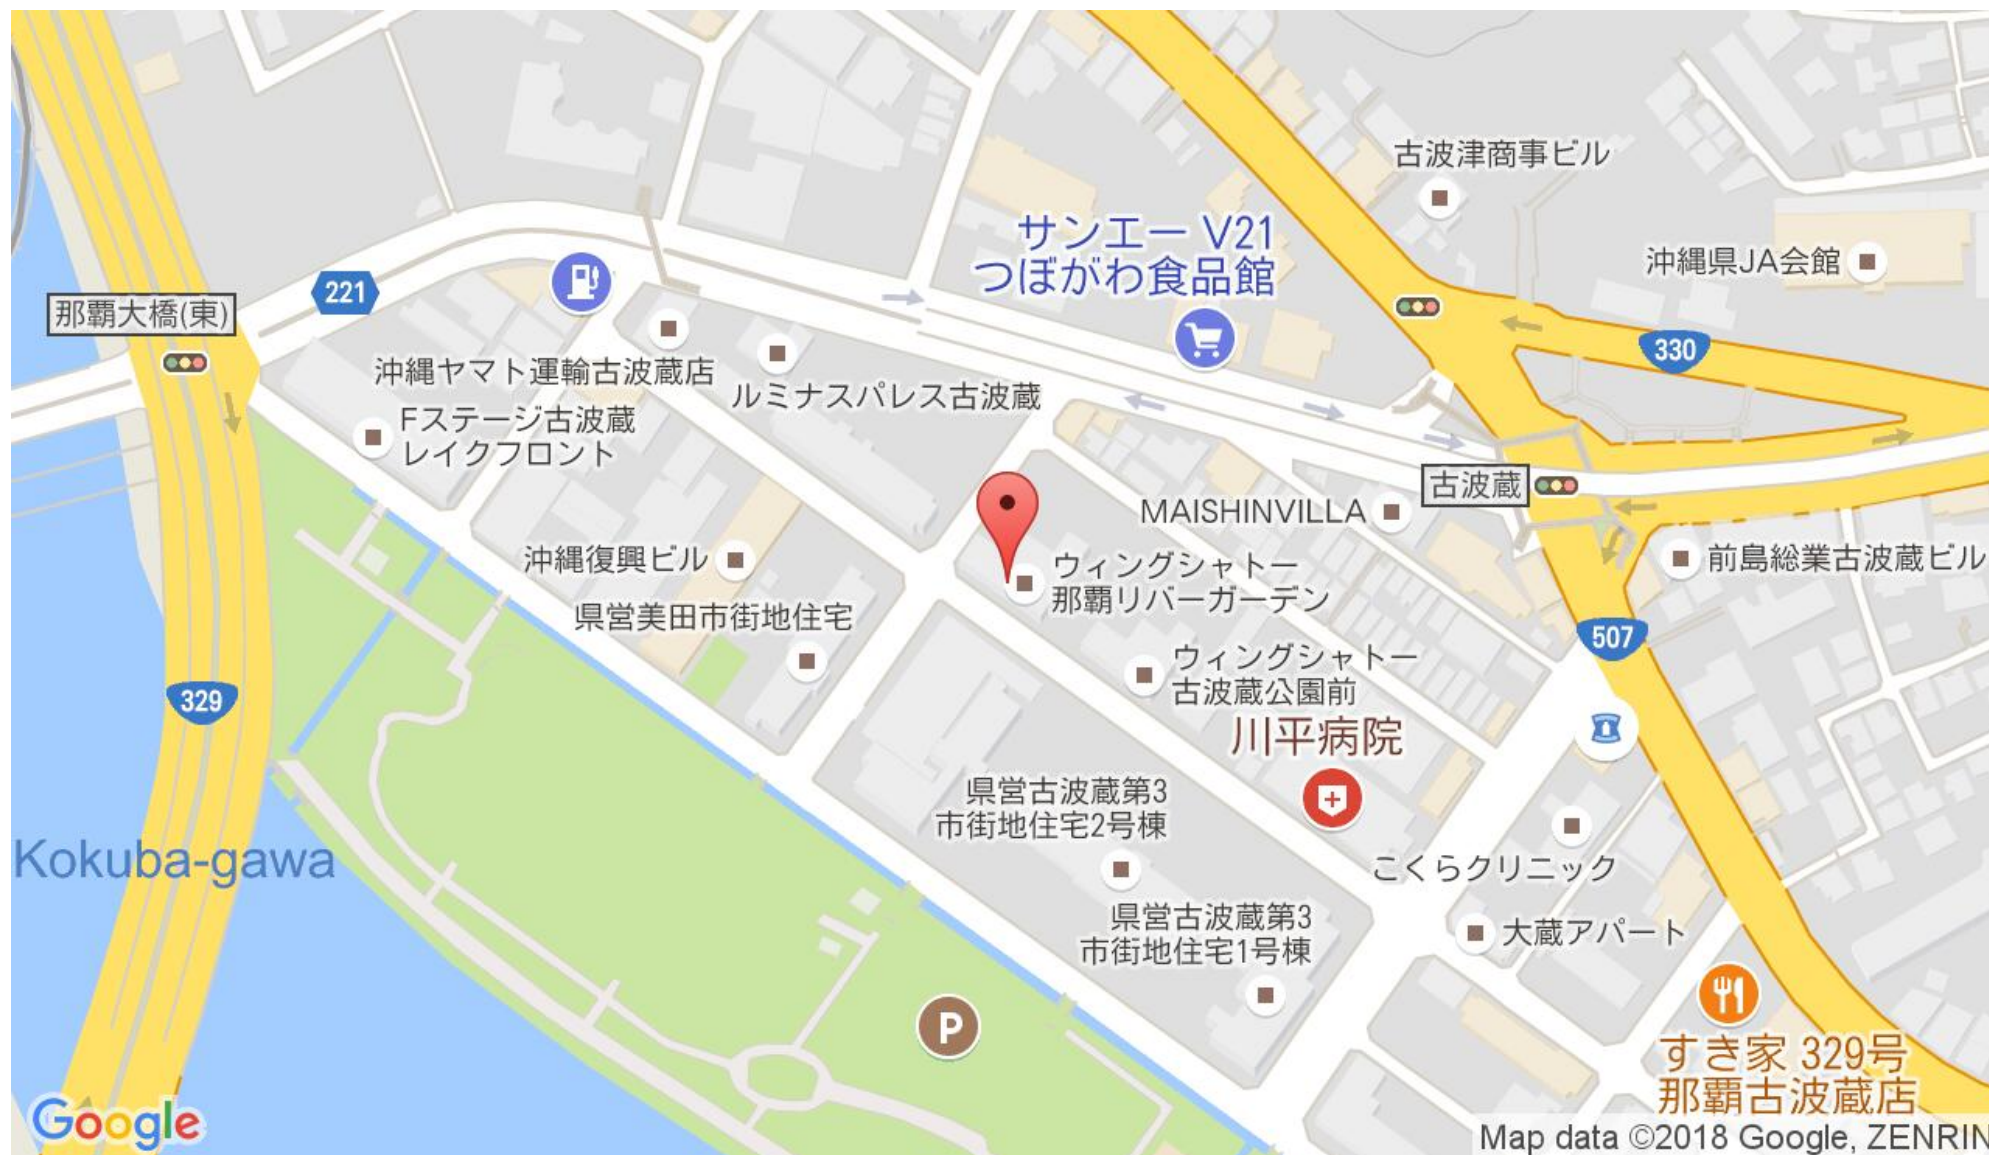 古波津商事ビル
サンエー V21
つぼがわ食品館
沖縄県JA会館
221
那覇大橋(東)
330
沖縄ヤマト運輸古波蔵店
ルミナスパレス古波蔵
Fステージ古波蔵
レイクフロント
古波蔵
MAISHINVILLA
沖縄復興ビル
ウィングシャトー
那覇リバーガーデン
前島総業古波蔵ビル
県営美田市街地住宅
507
ウィングシャトー
古波蔵公園前
329
川平病院
県営古波蔵第3
市街地住宅2号棟
Kokuba-gawa
こくらクリニック
県営古波蔵第3
市街地住宅1号棟
大蔵アパート
P
すき家 329号
那覇古波蔵店
Google
Map data ©2018 Google, ZENRIN